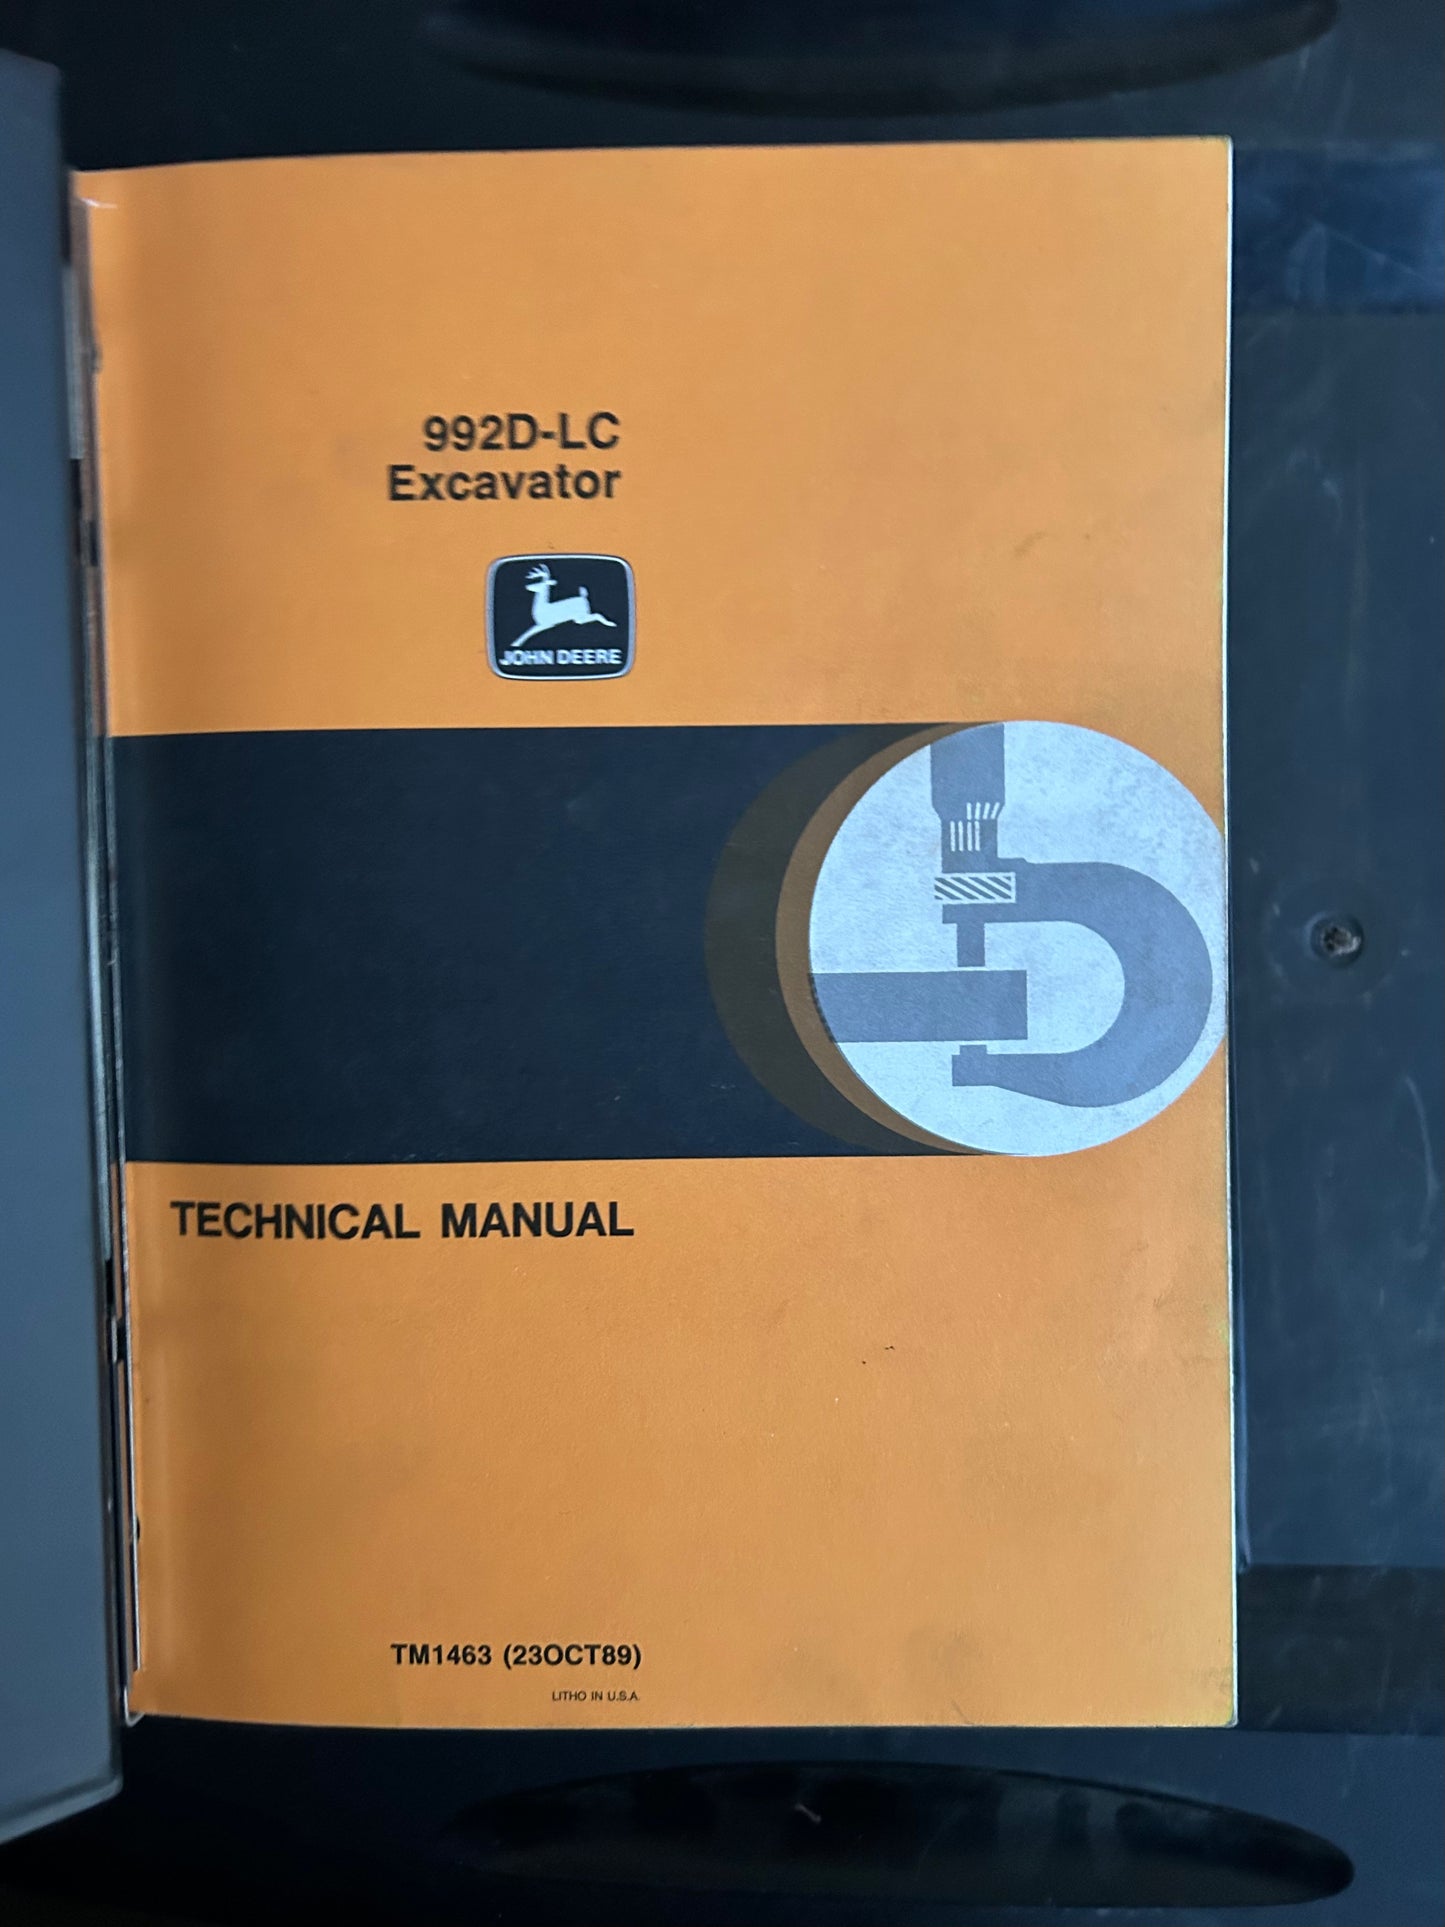 992D-LC
Excavator
JOHN DEERE
TECHNICAL MANUAL
TM1463 (23OCT89)
LITHO IN U.S.A.